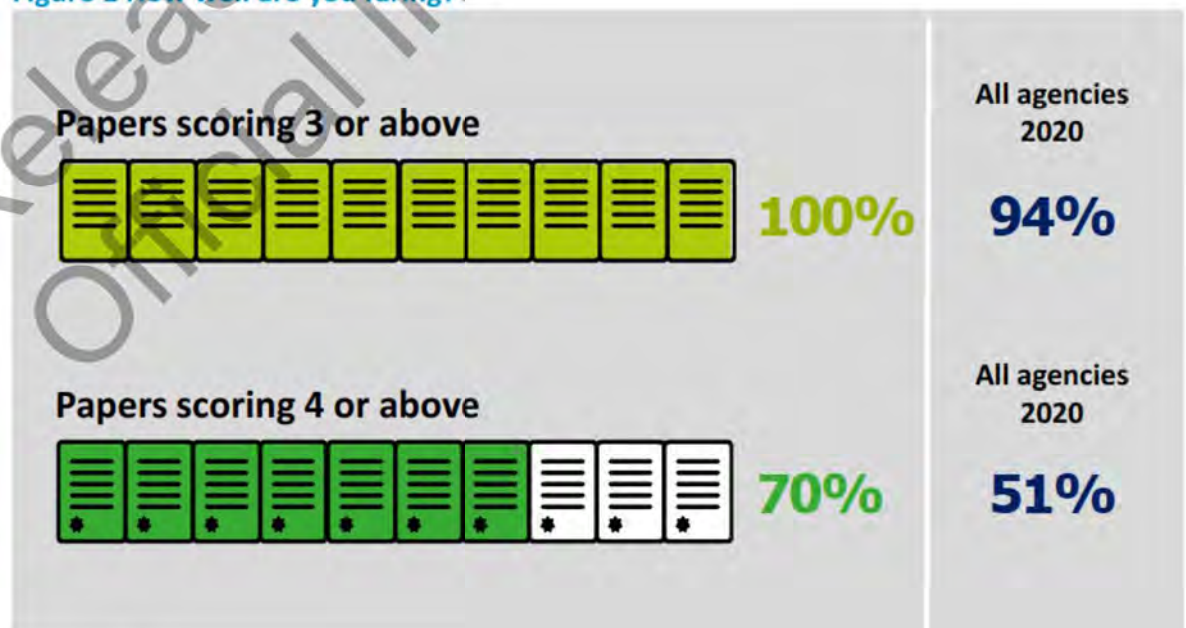 Papers scoring 3 or above
100%
All agencies
2020
94%
Papers scoring 4 or above
70%
All agencies
2020
51%
Official